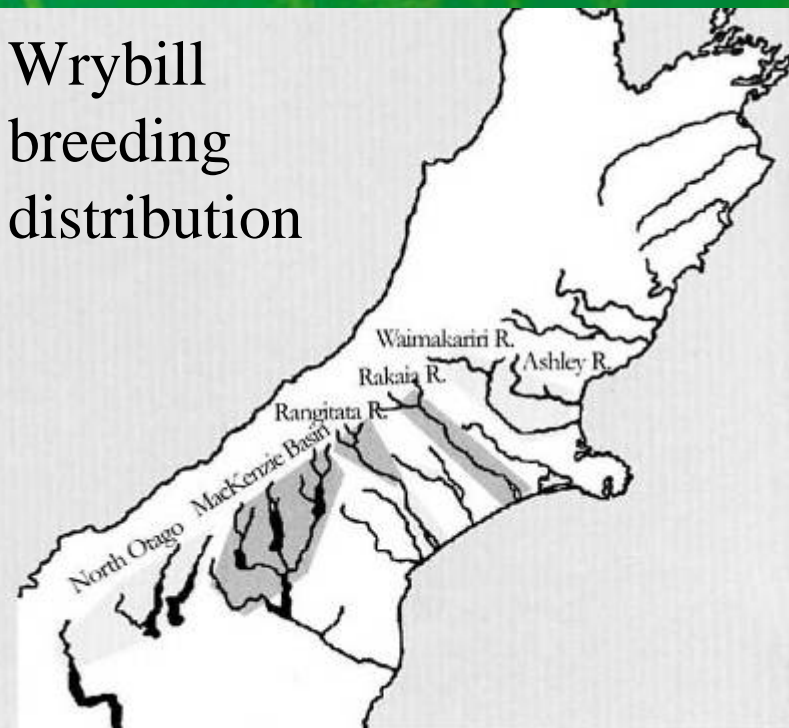 Wrybill
breeding
distribution
Waimakariri R.
Ashley R.
Rakaia R.
Rangitata R.
MacKenzie Basin
North Otago